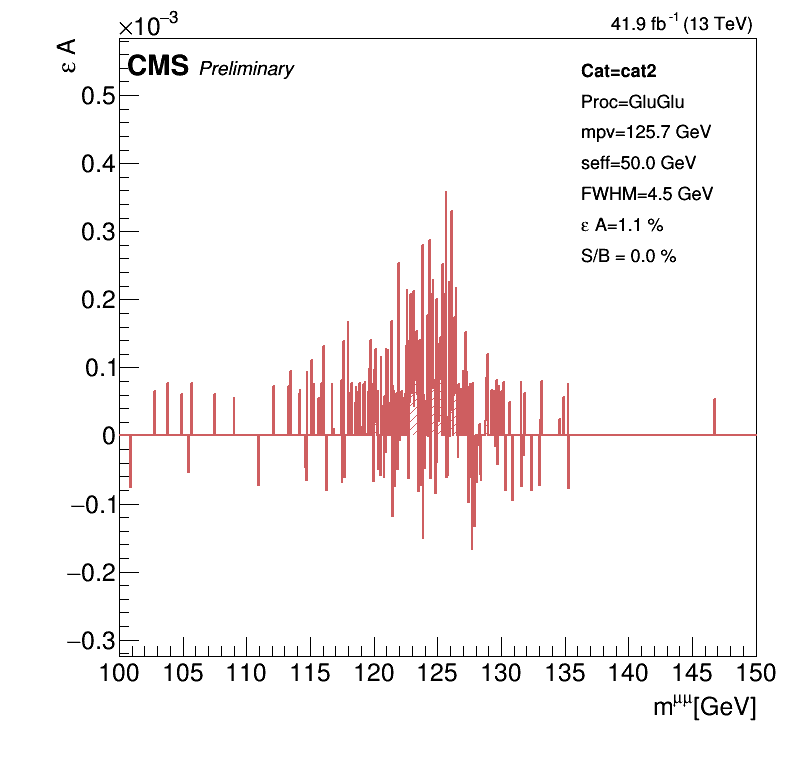 ×10⁻³
41.9 fb⁻¹ (13 TeV)
ε A
CMS Preliminary
Cat=cat2
Proc=GluGlu
mpv=125.7 GeV
seff=50.0 GeV
FWHM=4.5 GeV
ε A=1.1 %
S/B = 0.0 %
0.5
0.4
0.3
0.2
0.1
0
−0.1
−0.2
−0.3
100 105 110 115 120 125 130 135 140 145 150
m^μμ[GeV]